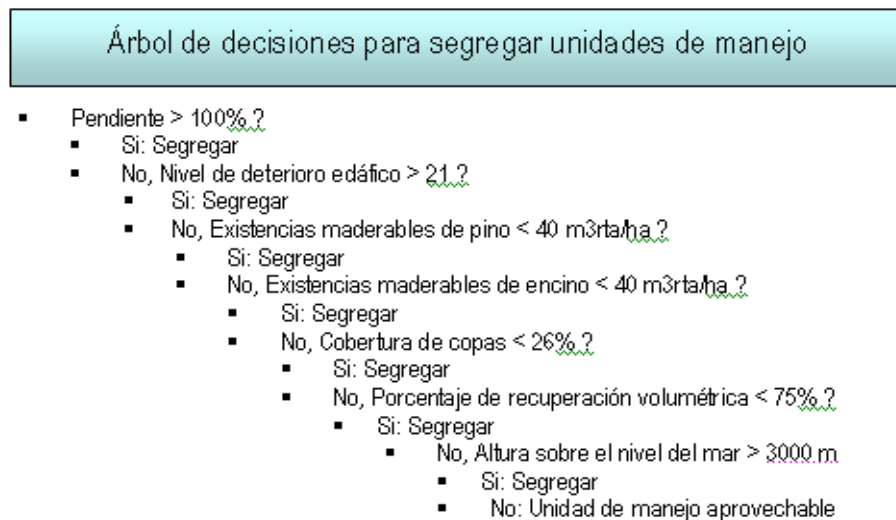 Árbol de decisiones para segregar unidades de manejo
▪ Pendiente > 100% ?
▪ Si: Segregar
▪ No, Nivel de deterioro edáfico > 21 ?
▪ Si: Segregar
▪ No, Existencias maderables de pino < 40 m3rta/ha ?
▪ Si: Segregar
▪ No, Existencias maderables de encino < 40 m3rta/ha ?
▪ Si: Segregar
▪ No, Cobertura de copas < 26% ?
▪ Si: Segregar
▪ No, Porcentaje de recuperación volumétrica < 75% ?
▪ Si: Segregar
▪ No, Altura sobre el nivel del mar > 3000 m
▪ Si: Segregar
▪ No: Unidad de manejo aprovechable